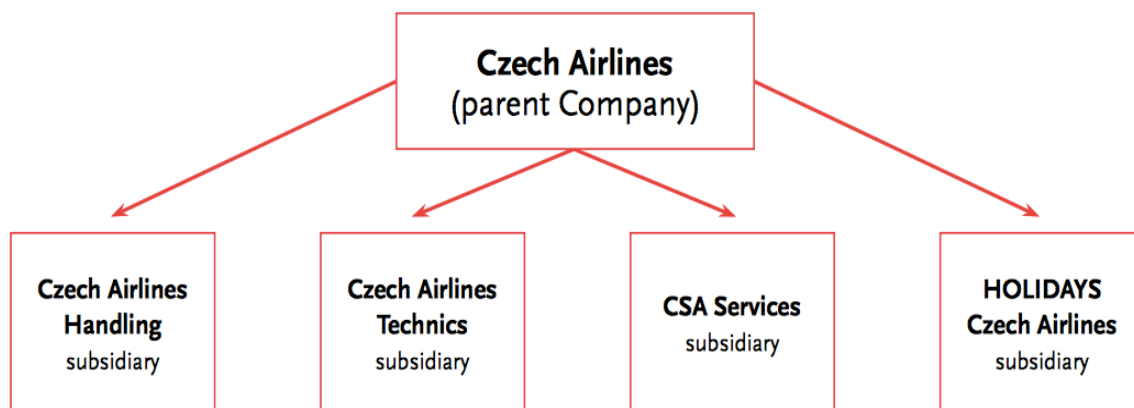 Czech Airlines
(parent Company)
Czech Airlines
Handling
subsidiary
Czech Airlines
Technics
subsidiary
CSA Services
subsidiary
HOLIDAYS
Czech Airlines
subsidiary